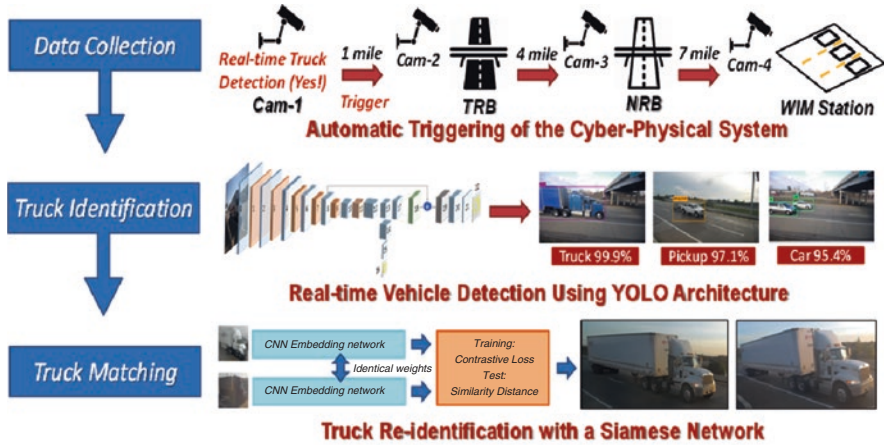 Data Collection
Real-time Truck
Detection (Yes!)
Cam-1
1 mile
Trigger
Cam-2
TRB
4 mile
Cam-3
NRB
7 mile
Cam-4
WIM Station
Automatic Triggering of the Cyber-Physical System
Truck Identification
Truck 99.9%
Pickup 97.1%
Car 95.4%
Real-time Vehicle Detection Using YOLO Architecture
Truck Matching
CNN Embedding network
Identical weights
CNN Embedding network
Training:
Contrastive Loss
Test:
Similarity Distance
Truck Re-identification with a Siamese Network